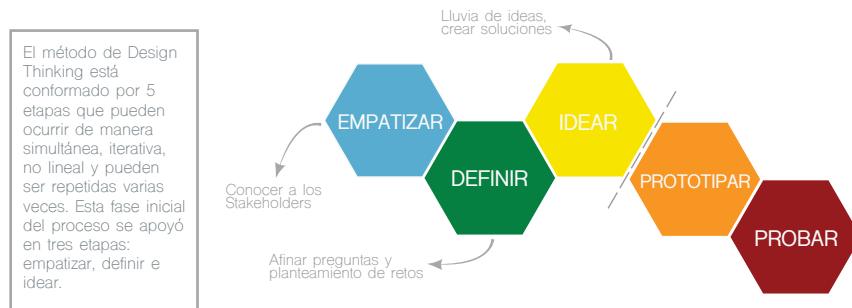 El método de Design
Thinking está
conformado por 5
etapas que pueden
ocurrir de manera
simultánea, iterativa,
no lineal y pueden
ser repetidas varias
veces. Esta fase inicial
del proceso se apoyó
en tres etapas:
empatizar, definir e
idear.
Lluvia de ideas,
crear soluciones
EMPATIZAR
IDEAR
DEFINIR
PROTOTIPAR
PROBAR
Conocer a los
Stakeholders
Afinar preguntas y
planteamiento de retos